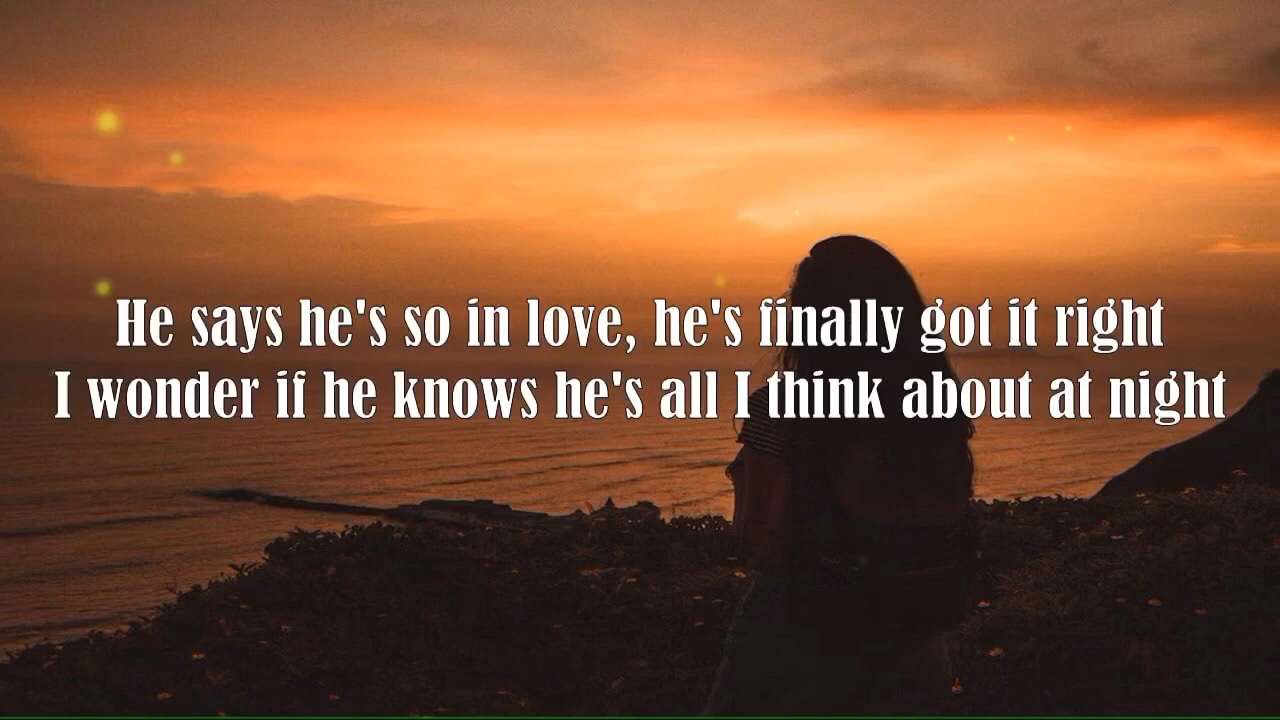 He says he's so in love, he's finally got it right
I wonder if he knows he's all I think about at night